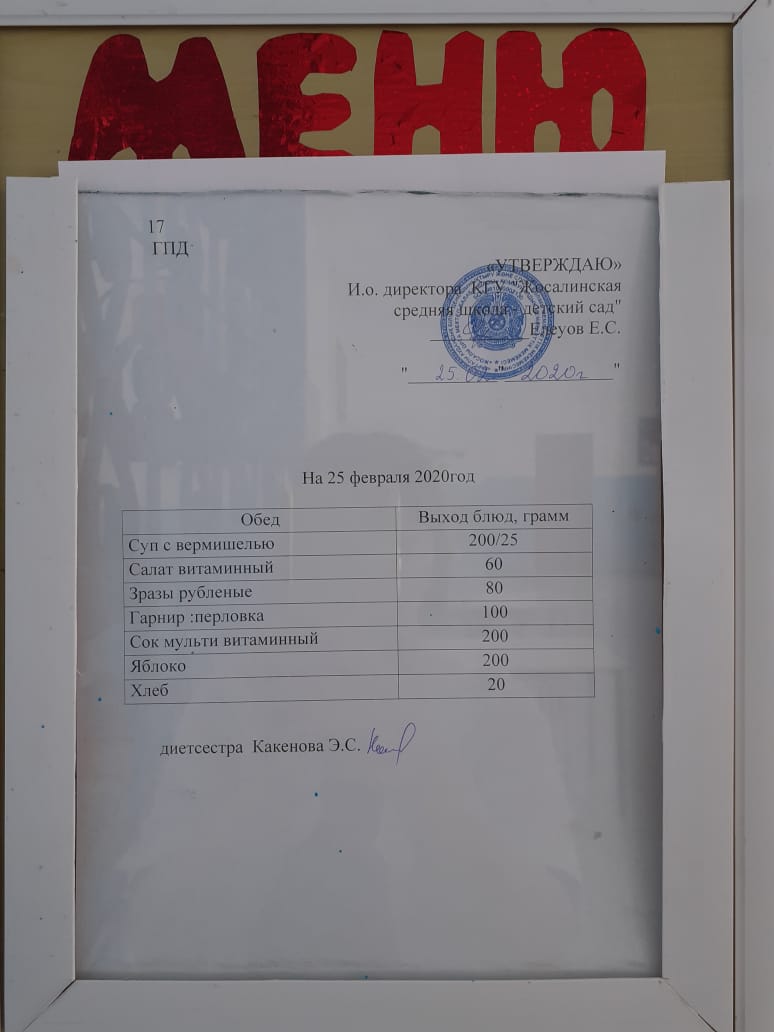 МЕНЮ
17
ГПД
«УТВЕРЖДАЮ»
И.о. директора КГУ "Жосалинская
средняя школа - детский сад"
Елеуов Е.С.
" 25.02 2020г "
На 25 февраля 2020год
Обед Выход блюд, грамм
Суп с вермишелью 200/25
Салат витаминный 60
Зразы рубленые 80
Гарнир :перловка 100
Сок мульти витаминный 200
Яблоко 200
Хлеб 20
диетсестра Какенова Э.С.